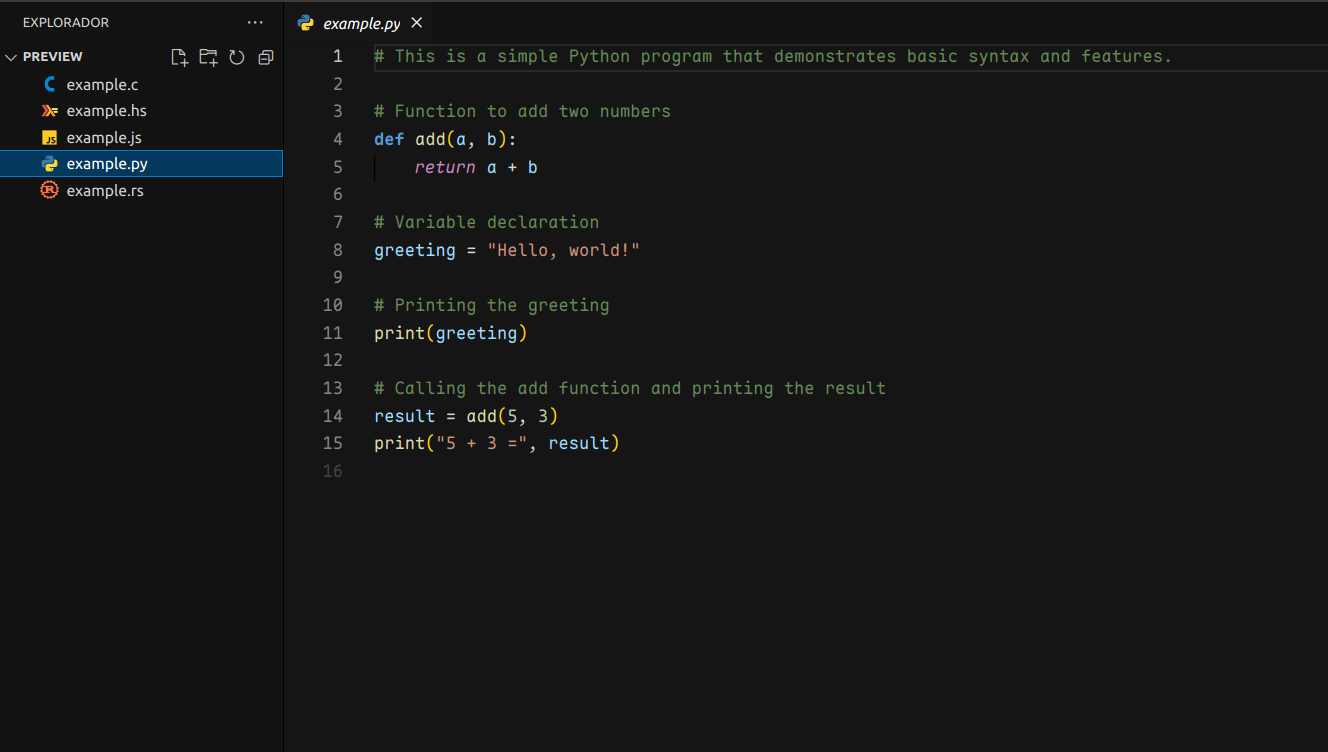 EXPLORADOR ···
PREVIEW
example.c
example.hs
JS example.js
example.py
example.rs
example.py
1 # This is a simple Python program that demonstrates basic syntax and features.
2
3 # Function to add two numbers
4 def add(a, b):
5     return a + b
6
7 # Variable declaration
8 greeting = "Hello, world!"
9
10 # Printing the greeting
11 print(greeting)
12
13 # Calling the add function and printing the result
14 result = add(5, 3)
15 print("5 + 3 =", result)
16